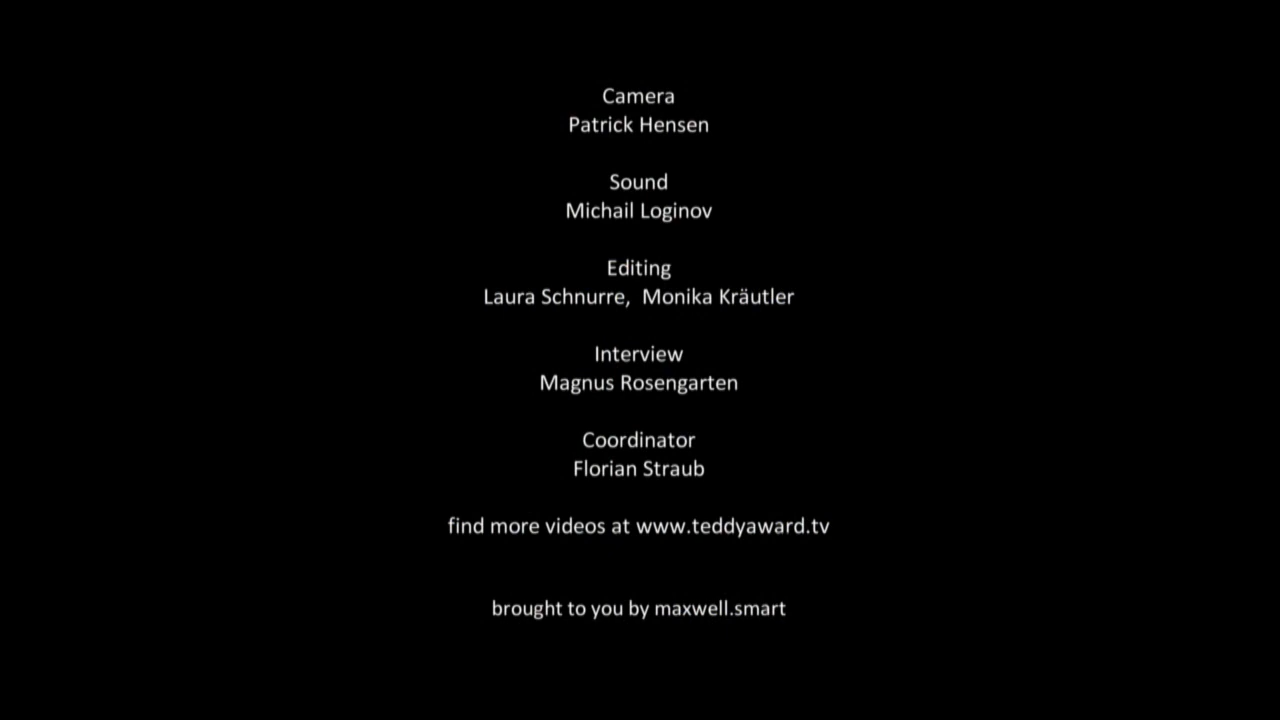 Camera
Patrick Hensen
Sound
Michail Loginov
Editing
Laura Schnurre,  Monika Kräutler
Interview
Magnus Rosengarten
Coordinator
Florian Straub
find more videos at www.teddyaward.tv
brought to you by maxwell.smart